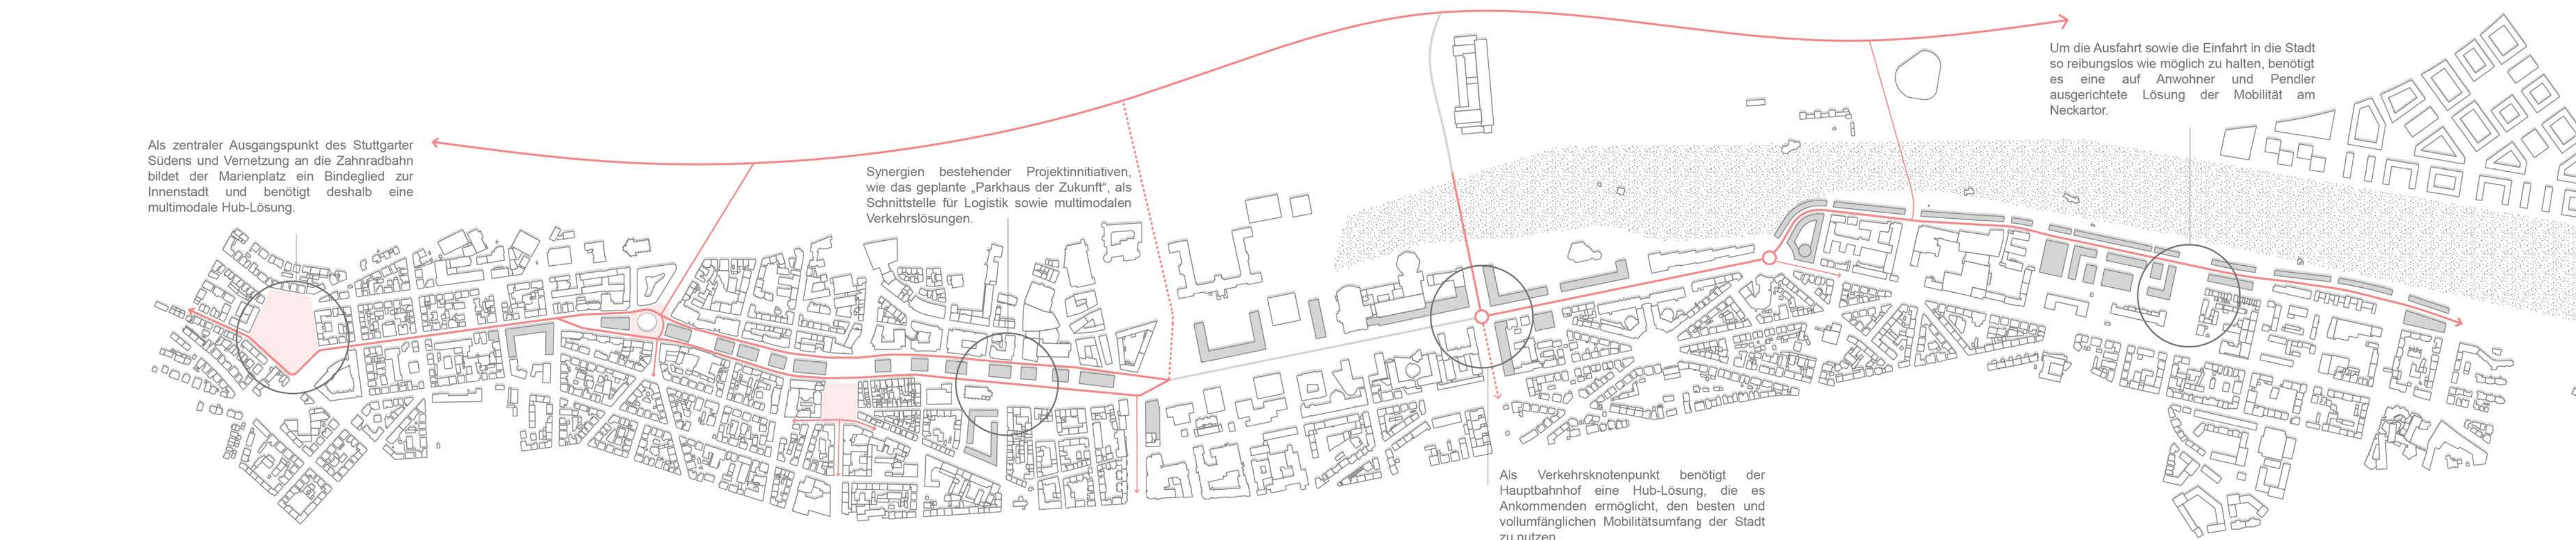 Als zentraler Ausgangspunkt des Stuttgarter
Südens und Vernetzung an die Zahnradbahn
bildet der Marienplatz ein Bindeglied zur
Innenstadt und benötigt deshalb eine
multimodale Hub-Lösung.
Synergien bestehender Projektinnitiativen,
wie das geplante „Parkhaus der Zukunft“, als
Schnittstelle für Logistik sowie multimodalen
Verkehrslösungen.
Als Verkehrsknotenpunkt benötigt der
Hauptbahnhof eine Hub-Lösung, die es
Ankommenden ermöglicht, den besten und
vollumfänglichen Mobilitätsumfang der Stadt
zu nutzen
Um die Ausfahrt sowie die Einfahrt in die Stadt
so reibungslos wie möglich zu halten, benötigt
es eine auf Anwohner und Pendler
ausgerichtete Lösung der Mobilität am
Neckartor.